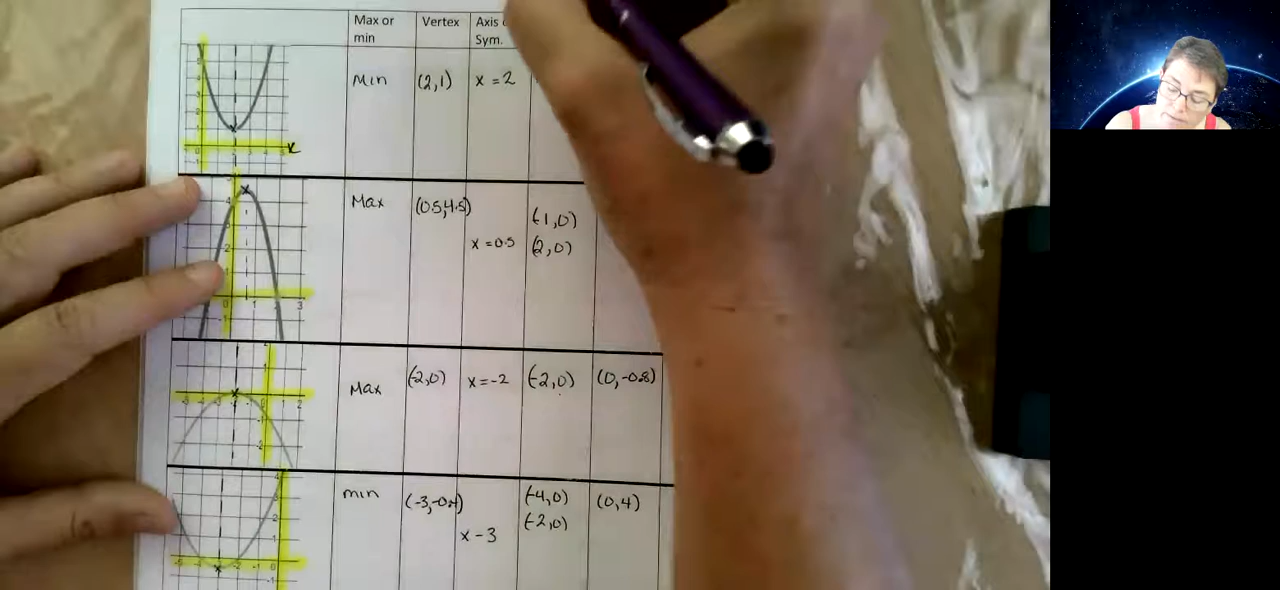 Max or min Vertex Axis
Sym.
Min (2,1) x = 2
Max (0.5,4.5) x = 0.5 (-1,0)
(2,0)
Max (-2,0) x = -2 (-2,0) (0,-0.8)
min (-3,-0.4) x - 3 (-4,0) (0,4)
(-2,0)